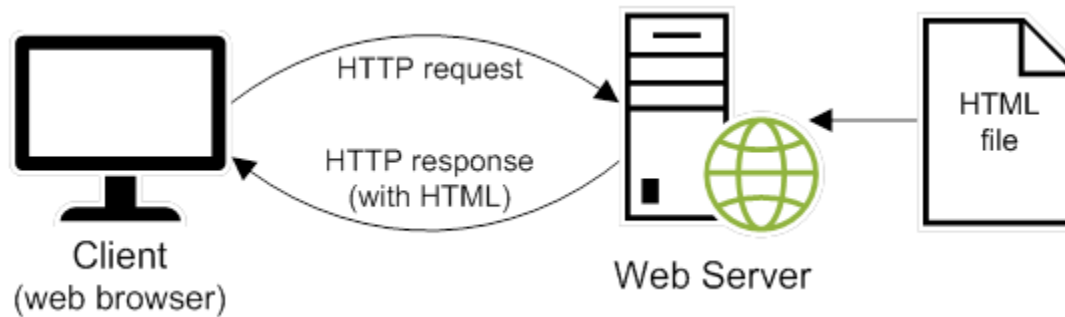 HTTP request
HTTP response
(with HTML)
Client
(web browser)
Web Server
HTML
file